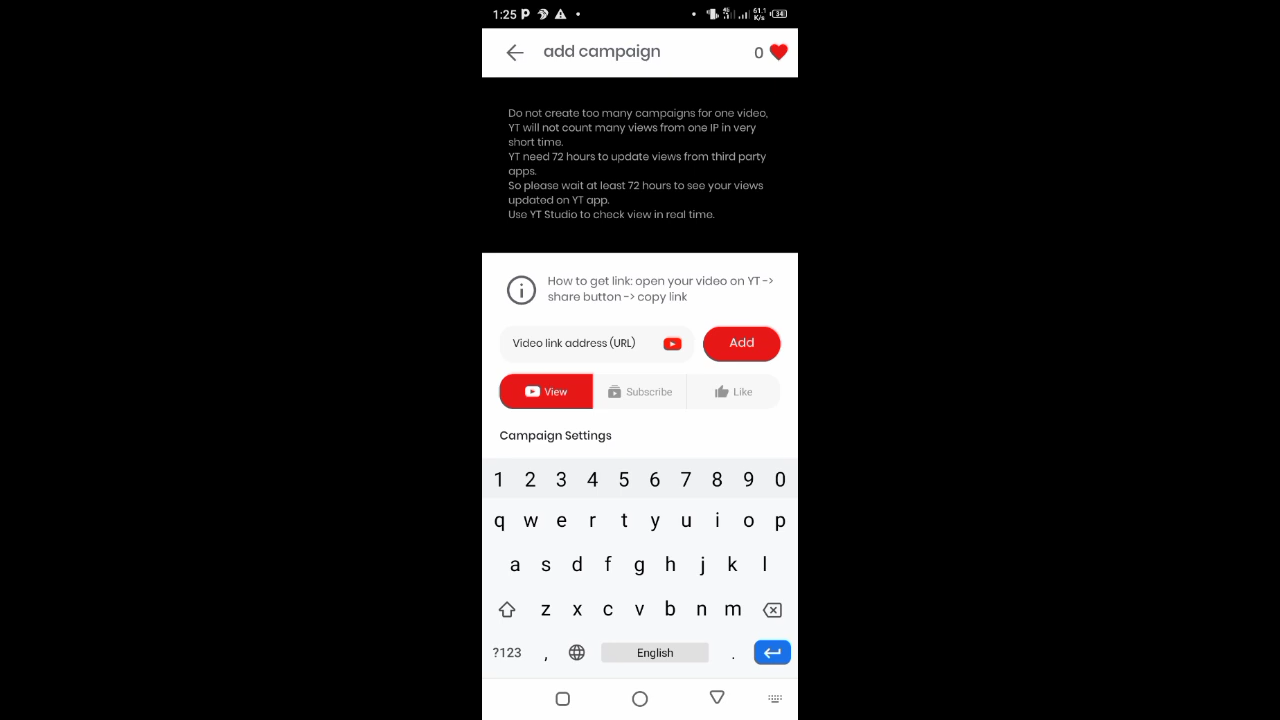 1:25
4G
61.1
K/s
34
add campaign
0
Do not create too many campaigns for one video,
YT will not count many views from one IP in very
short time.
YT need 72 hours to update views from third party
apps.
So please wait at least 72 hours to see your views
updated on YT app.
Use YT Studio to check view in real time.
How to get link: open your video on YT ->
share button -> copy link
Video link address (URL)
Add
View
Subscribe
Like
Campaign Settings
1 2 3 4 5 6 7 8 9 0
q w e r t y u i o p
a s d f g h j k l
z x c v b n m
?123 , English .